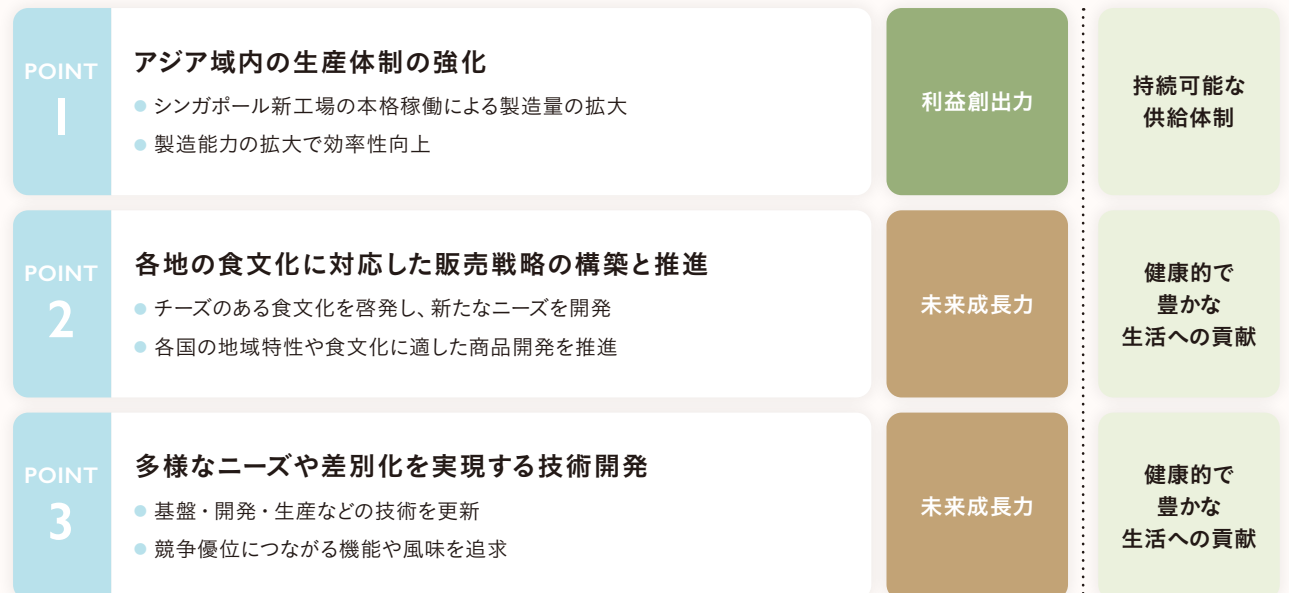 POINT
1
アジア域内の生産体制の強化
● シンガポール新工場の本格稼働による製造量の拡大
● 製造能力の拡大で効率性向上
利益創出力
持続可能な
供給体制
POINT
2
各地の食文化に対応した販売戦略の構築と推進
● チーズのある食文化を啓発し、新たなニーズを開発
● 各国の地域特性や食文化に適した商品開発を推進
未来成長力
健康的で
豊かな
生活への貢献
POINT
3
多様なニーズや差別化を実現する技術開発
● 基盤・開発・生産などの技術を更新
● 競争優位につながる機能や風味を追求
未来成長力
健康的で
豊かな
生活への貢献